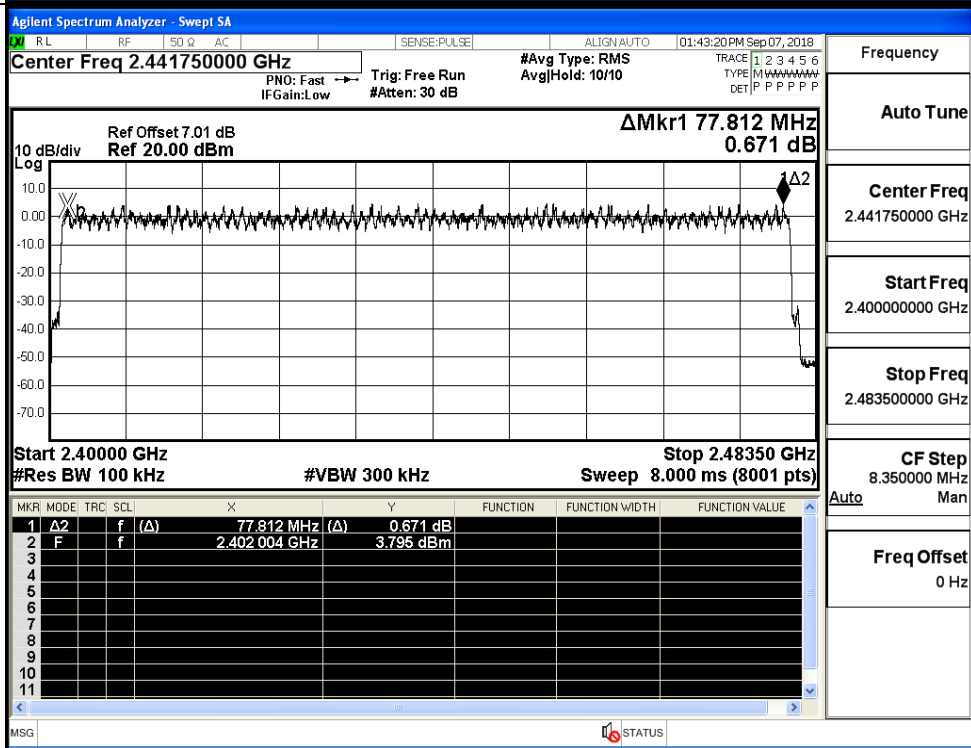 Agilent Spectrum Analyzer - Swept SA
LXI RL RF 50 Ω AC SENSE:PULSE ALIGN AUTO 01:43:20 PM Sep 07, 2018
Center Freq 2.441750000 GHz
PNO: Fast
IFGain:Low
Trig: Free Run
#Atten: 30 dB
#Avg Type: RMS
Avg|Hold: 10/10
TRACE 1 2 3 4 5 6
TYPE M
DET P P P P P P
Ref Offset 7.01 dB
10 dB/div Ref 20.00 dBm
Log
ΔMkr1 77.812 MHz
0.671 dB
10.0
0.00
-10.0
-20.0
-30.0
-40.0
-50.0
-60.0
-70.0
1Δ2
Start 2.40000 GHz Stop 2.48350 GHz
#Res BW 100 kHz #VBW 300 kHz Sweep 8.000 ms (8001 pts)
MKR MODE TRC SCL X Y FUNCTION FUNCTION WIDTH FUNCTION VALUE
1 Δ2 f (Δ) 77.812 MHz (Δ) 0.671 dB
2 F f 2.402 004 GHz 3.795 dBm
3
4
5
6
7
8
9
10
11
MSG STATUS
Frequency
Auto Tune
Center Freq
2.441750000 GHz
Start Freq
2.400000000 GHz
Stop Freq
2.483500000 GHz
CF Step
8.350000 MHz
Auto Man
Freq Offset
0 Hz